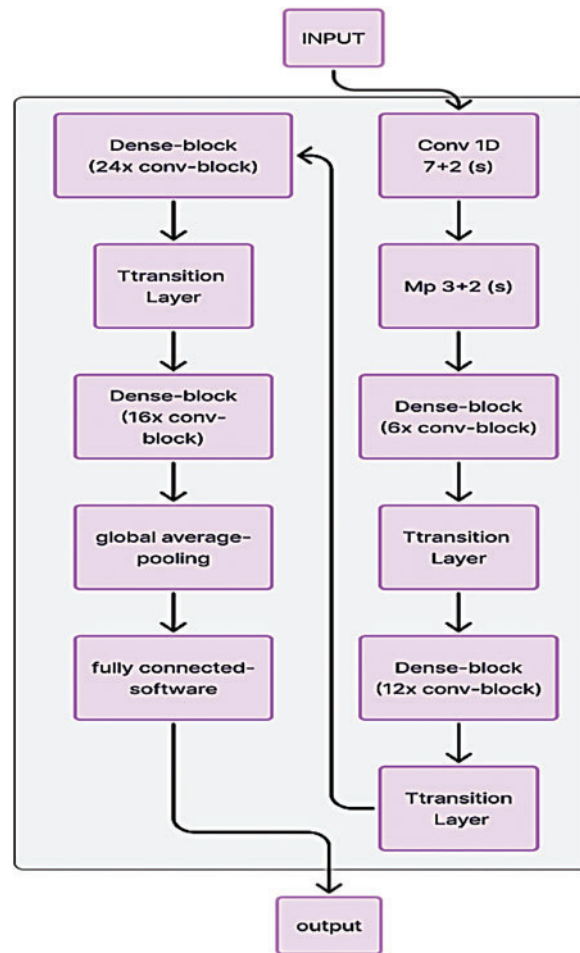 INPUT
Conv 1D
7+2 (s)
Mp 3+2 (s)
Dense-block
(6x conv-block)
Ttransition
Layer
Dense-block
(12x conv-block)
Ttransition
Layer
Dense-block
(24x conv-block)
Ttransition
Layer
Dense-block
(16x conv-
block)
global average-
pooling
fully connected-
software
output